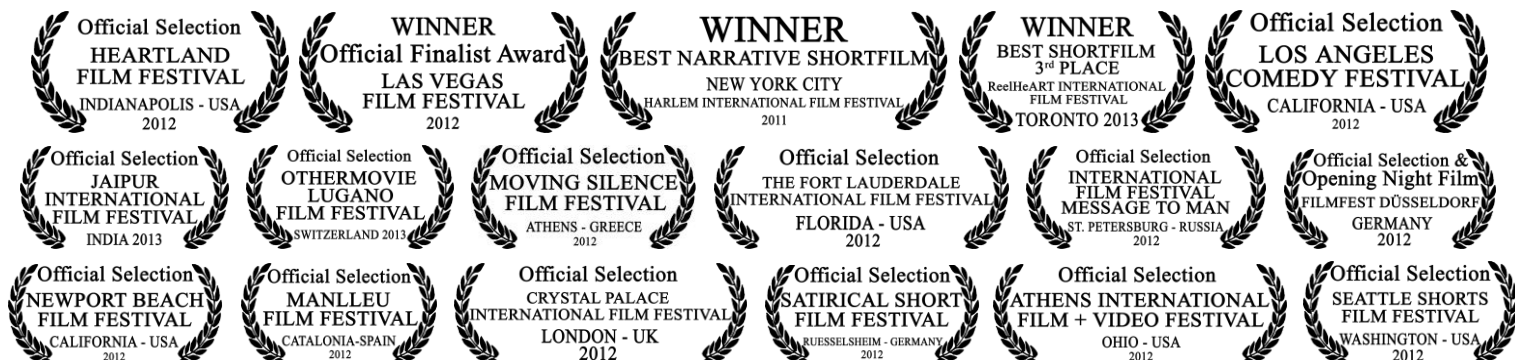 Official Selection
HEARTLAND
FILM FESTIVAL
INDIANAPOLIS - USA
2012
WINNER
Official Finalist Award
LAS VEGAS
FILM FESTIVAL
2012
WINNER
BEST NARRATIVE SHORTFILM
NEW YORK CITY
HARLEM INTERNATIONAL FILM FESTIVAL
2011
WINNER
BEST SHORTFILM
3rd PLACE
ReelHeART INTERNATIONAL
FILM FESTIVAL
TORONTO 2013
Official Selection
LOS ANGELES
COMEDY FESTIVAL
CALIFORNIA - USA
2012
Official Selection
JAIPUR
INTERNATIONAL
FILM FESTIVAL
INDIA 2013
Official Selection
OTHERMOVIE
LUGANO
FILM FESTIVAL
SWITZERLAND 2013
Official Selection
MOVING SILENCE
FILM FESTIVAL
ATHENS - GREECE
2012
Official Selection
THE FORT LAUDERDALE
INTERNATIONAL FILM FESTIVAL
FLORIDA - USA
2012
Official Selection
INTERNATIONAL
FILM FESTIVAL
MESSAGE TO MAN
ST. PETERSBURG - RUSSIA
2012
Official Selection &
Opening Night Film
FILMFEST DÜSSELDORF
GERMANY
2012
Official Selection
NEWPORT BEACH
FILM FESTIVAL
CALIFORNIA - USA
2012
Official Selection
MANLLEU
FILM FESTIVAL
CATALONIA-SPAIN
2012
Official Selection
CRYSTAL PALACE
INTERNATIONAL FILM FESTIVAL
LONDON - UK
2012
Official Selection
SATIRICAL SHORT
FILM FESTIVAL
RUESSELSHEIM - GERMANY
2012
Official Selection
ATHENS INTERNATIONAL
FILM + VIDEO FESTIVAL
OHIO - USA
2012
Official Selection
SEATTLE SHORTS
FILM FESTIVAL
WASHINGTON - USA
2012